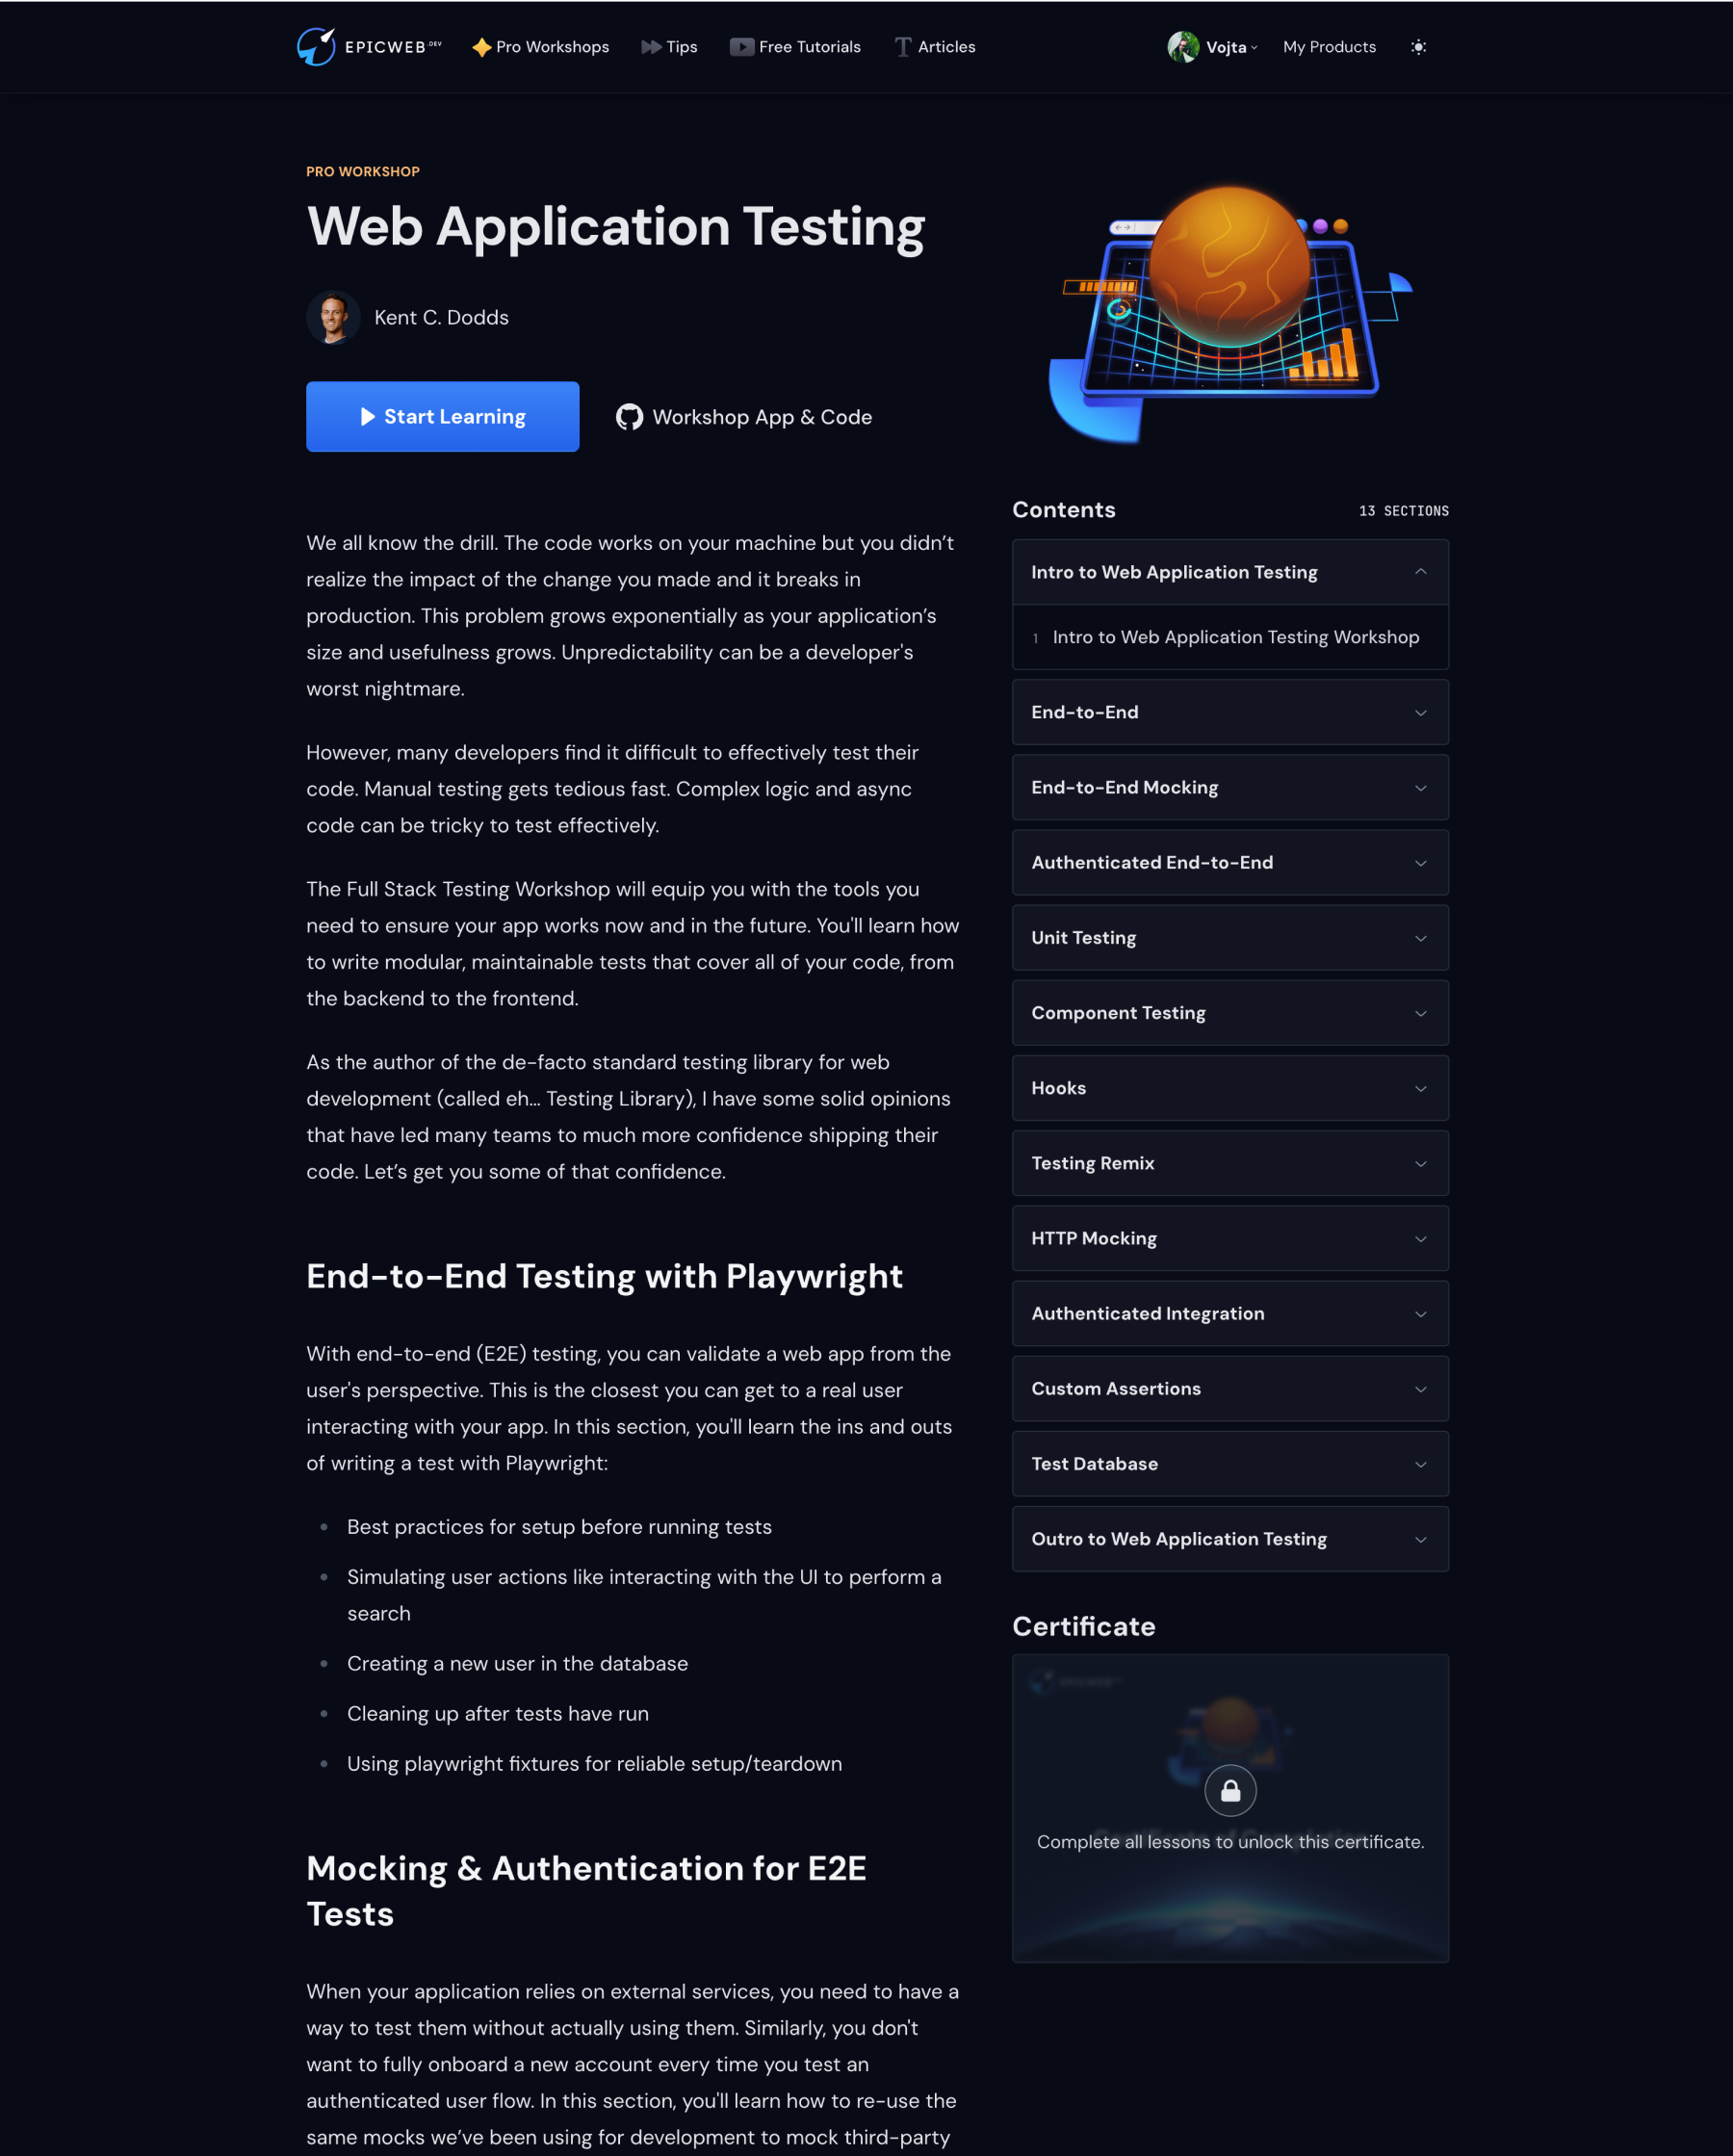 EPICWEB.DEV
Pro Workshops
Tips
Free Tutorials
Articles
Vojta
My Products
PRO WORKSHOP
Web Application Testing
Kent C. Dodds
Start Learning
Workshop App & Code
We all know the drill. The code works on your machine but you didn’t
realize the impact of the change you made and it breaks in
production. This problem grows exponentially as your application’s
size and usefulness grows. Unpredictability can be a developer's
worst nightmare.
However, many developers find it difficult to effectively test their
code. Manual testing gets tedious fast. Complex logic and async
code can be tricky to test effectively.
The Full Stack Testing Workshop will equip you with the tools you
need to ensure your app works now and in the future. You'll learn how
to write modular, maintainable tests that cover all of your code, from
the backend to the frontend.
As the author of the de-facto standard testing library for web
development (called eh… Testing Library), I have some solid opinions
that have led many teams to much more confidence shipping their
code. Let’s get you some of that confidence.
End-to-End Testing with Playwright
With end-to-end (E2E) testing, you can validate a web app from the
user's perspective. This is the closest you can get to a real user
interacting with your app. In this section, you'll learn the ins and outs
of writing a test with Playwright:
Best practices for setup before running tests
Simulating user actions like interacting with the UI to perform a
search
Creating a new user in the database
Cleaning up after tests have run
Using playwright fixtures for reliable setup/teardown
Mocking & Authentication for E2E
Tests
When your application relies on external services, you need to have a
way to test them without actually using them. Similarly, you don't
want to fully onboard a new account every time you test an
authenticated user flow. In this section, you'll learn how to re-use the
same mocks we’ve been using for development to mock third-party
Contents
13 SECTIONS
Intro to Web Application Testing
1 Intro to Web Application Testing Workshop
End-to-End
End-to-End Mocking
Authenticated End-to-End
Unit Testing
Component Testing
Hooks
Testing Remix
HTTP Mocking
Authenticated Integration
Custom Assertions
Test Database
Outro to Web Application Testing
Certificate
Complete all lessons to unlock this certificate.